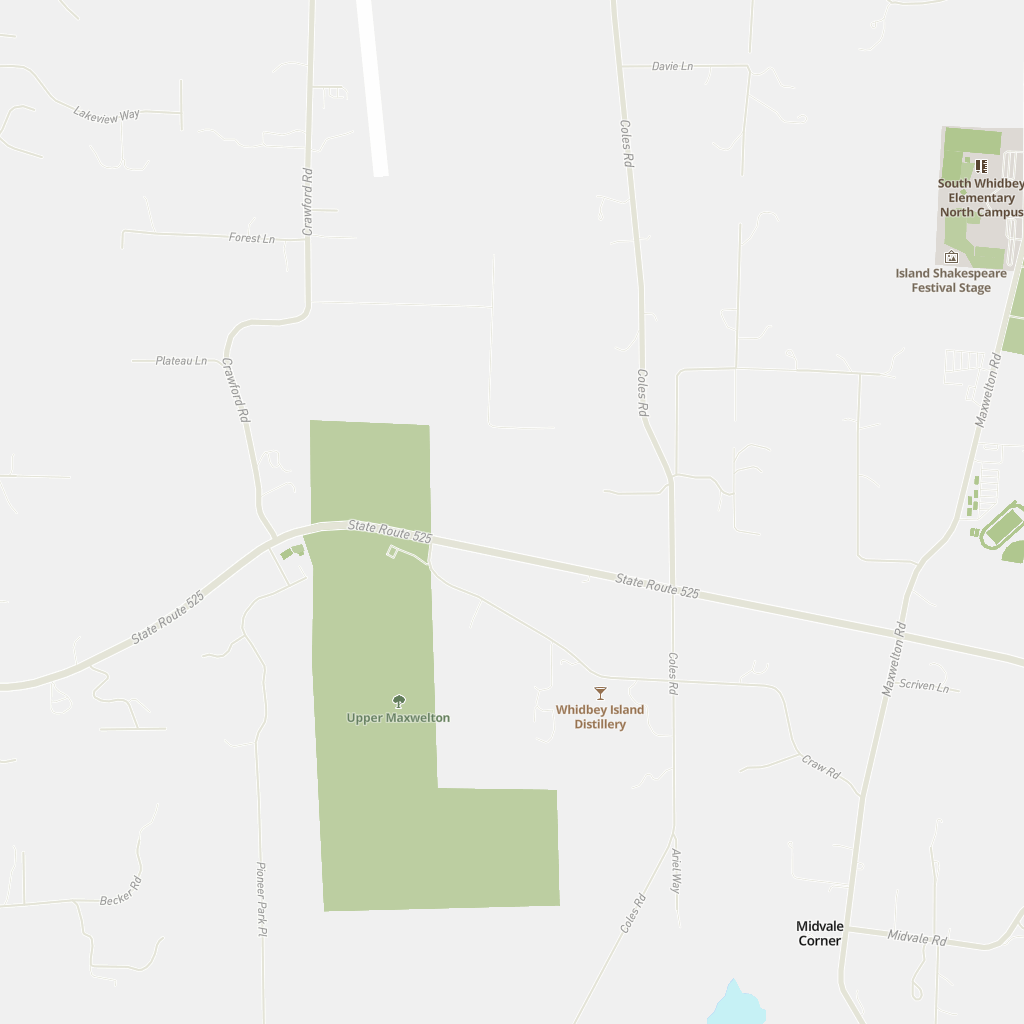 Davie Ln
Lakeview Way
Coles Rd
South Whidbey
Elementary
North Campus
Crawford Rd
Forest Ln
Island Shakespeare
Festival Stage
Plateau Ln
Crawford Rd
Coles Rd
Maxwelton Rd
State Route 525
State Route 525
State Route 525
Maxwelton Rd
Coles Rd
Scriven Ln
Whidbey Island
Distillery
Upper Maxwelton
Craw Rd
Becker Rd
Pioneer Park Pl
Ariel Way
Coles Rd
Midvale
Corner
Midvale Rd